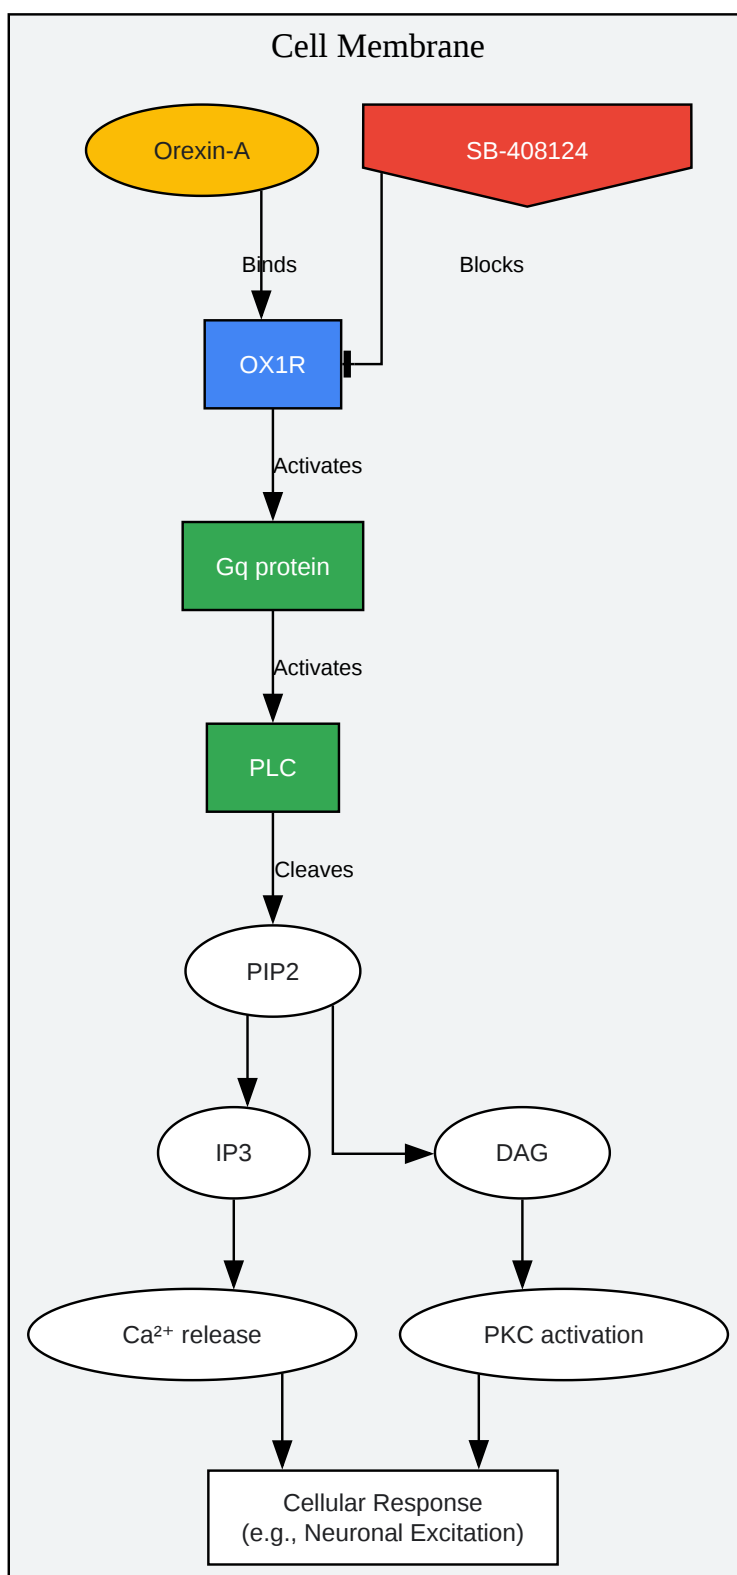 Cell Membrane
Orexin-A
SB-408124
Binds
Blocks
OX1R
Activates
Gq protein
Activates
PLC
Cleaves
PIP2
IP3
DAG
Ca²⁺ release
PKC activation
Cellular Response
(e.g., Neuronal Excitation)